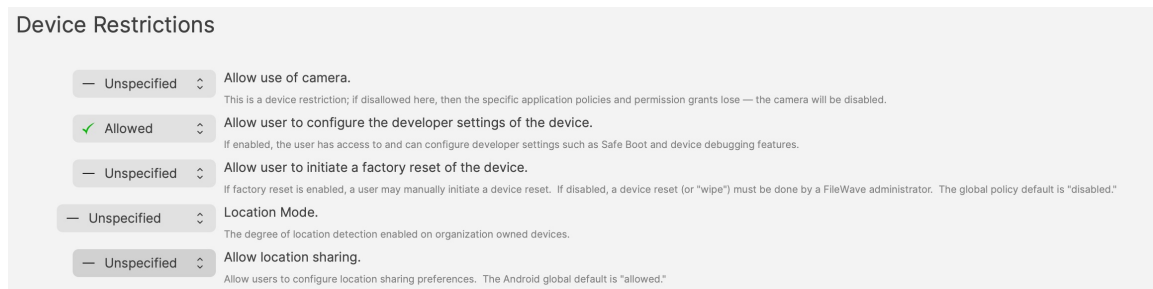 Device Restrictions
— Unspecified
Allow use of camera.
This is a device restriction; if disallowed here, then the specific application policies and permission grants lose — the camera will be disabled.
Allowed
Allow user to configure the developer settings of the device.
If enabled, the user has access to and can configure developer settings such as Safe Boot and device debugging features.
— Unspecified
Allow user to initiate a factory reset of the device.
If factory reset is enabled, a user may manually initiate a device reset. If disabled, a device reset (or "wipe") must be done by a FileWave administrator. The global policy default is "disabled."
— Unspecified
Location Mode.
The degree of location detection enabled on organization owned devices.
— Unspecified
Allow location sharing.
Allow users to configure location sharing preferences. The Android global default is "allowed."